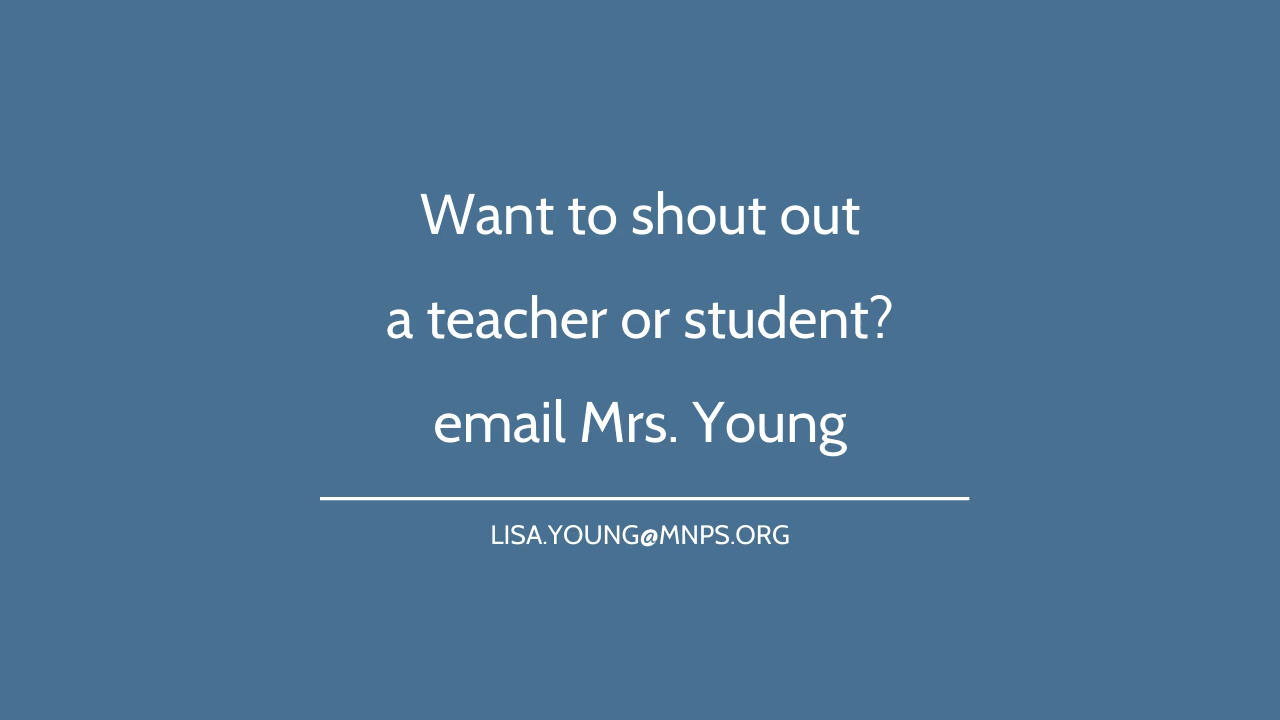 Want to shout out
a teacher or student?
email Mrs. Young
LISA.YOUNG@MNPS.ORG